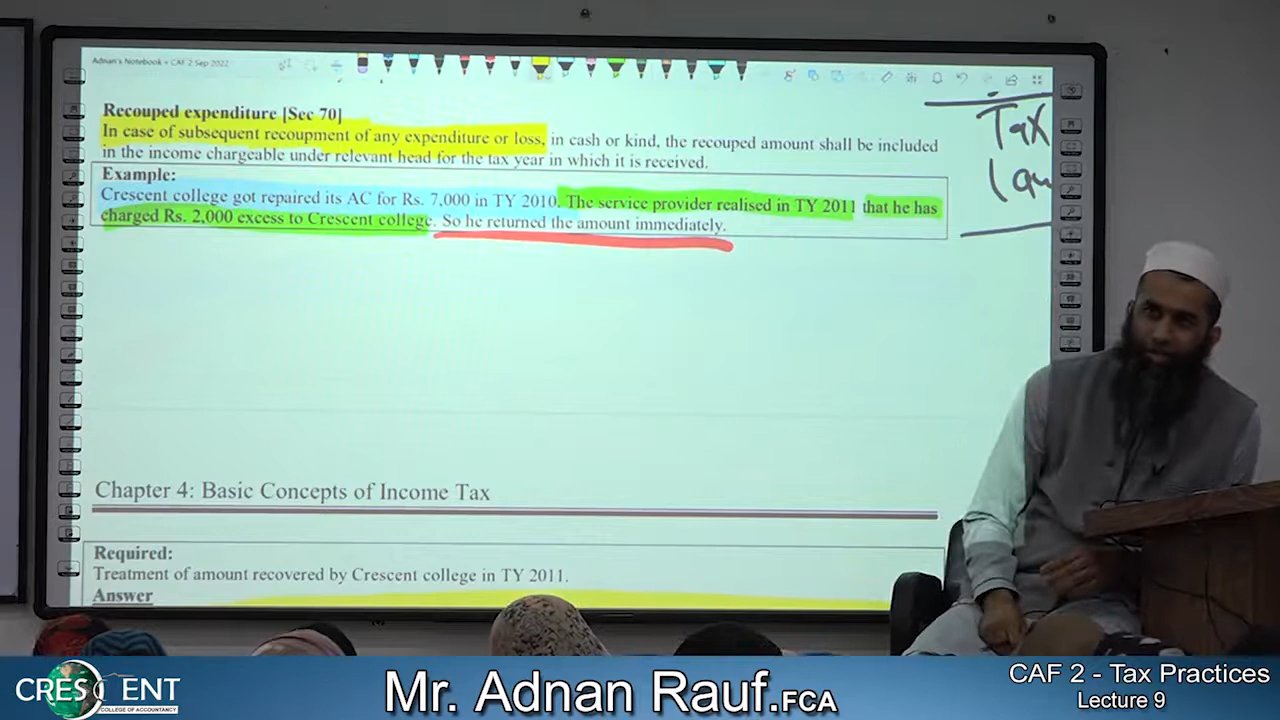 Adnan's Notebook » CAF 2 Sep 2022
Recouped expenditure [Sec 70]
In case of subsequent recoupment of any expenditure or loss, in cash or kind, the recouped amount shall be included
in the income chargeable under relevant head for the tax year in which it is received.
Example:
Crescent college got repaired its AC for Rs. 7,000 in TY 2010. The service provider realised in TY 2011 that he has
charged Rs. 2,000 excess to Crescent college. So he returned the amount immediately.
Tax
Chapter 4: Basic Concepts of Income Tax
Required:
Treatment of amount recovered by Crescent college in TY 2011.
Answer
CRESCENT
COLLEGE OF ACCOUNTANCY
Mr. Adnan Rauf.FCA
CAF 2 - Tax Practices
Lecture 9